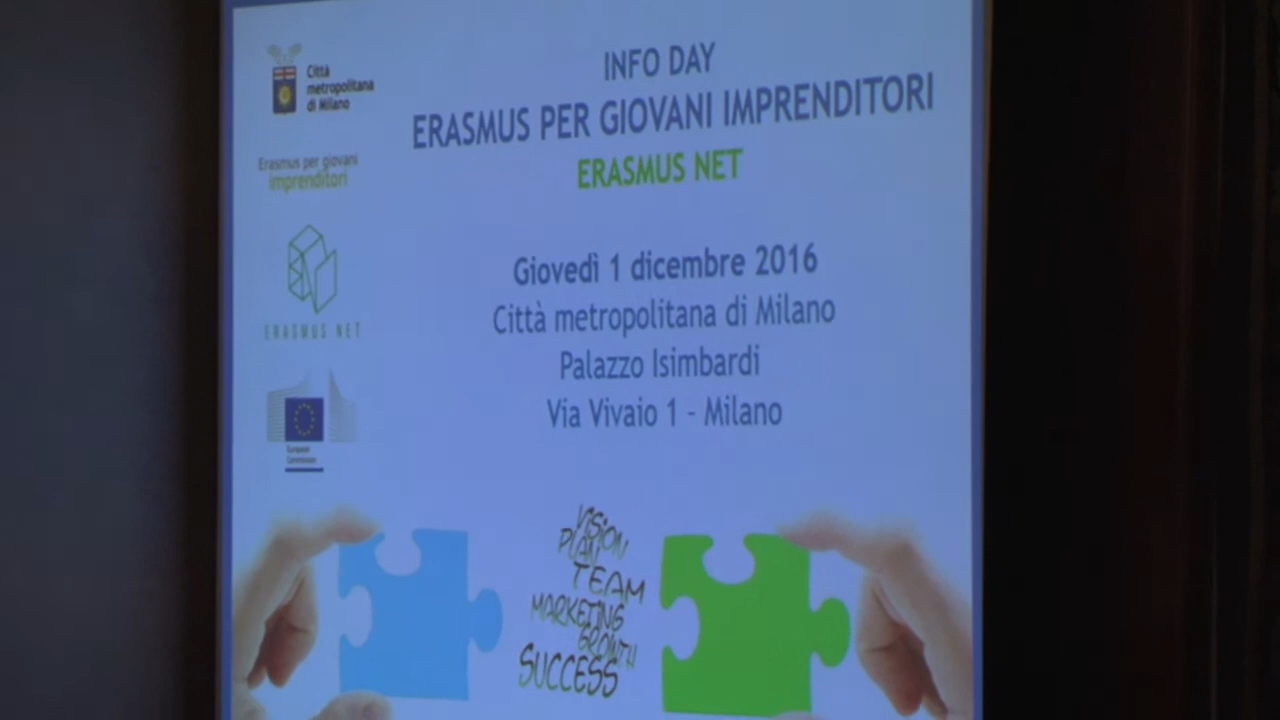 Città
metropolitana
di Milano
Erasmus per giovani
imprenditori
ERASMUS NET
European
Commission
INFO DAY
ERASMUS PER GIOVANI IMPRENDITORI
ERASMUS NET
Giovedì 1 dicembre 2016
Città metropolitana di Milano
Palazzo Isimbardi
Via Vivaio 1 - Milano
VISION
PLAN
TEAM
MARKETING
GROWTH
SUCCESS